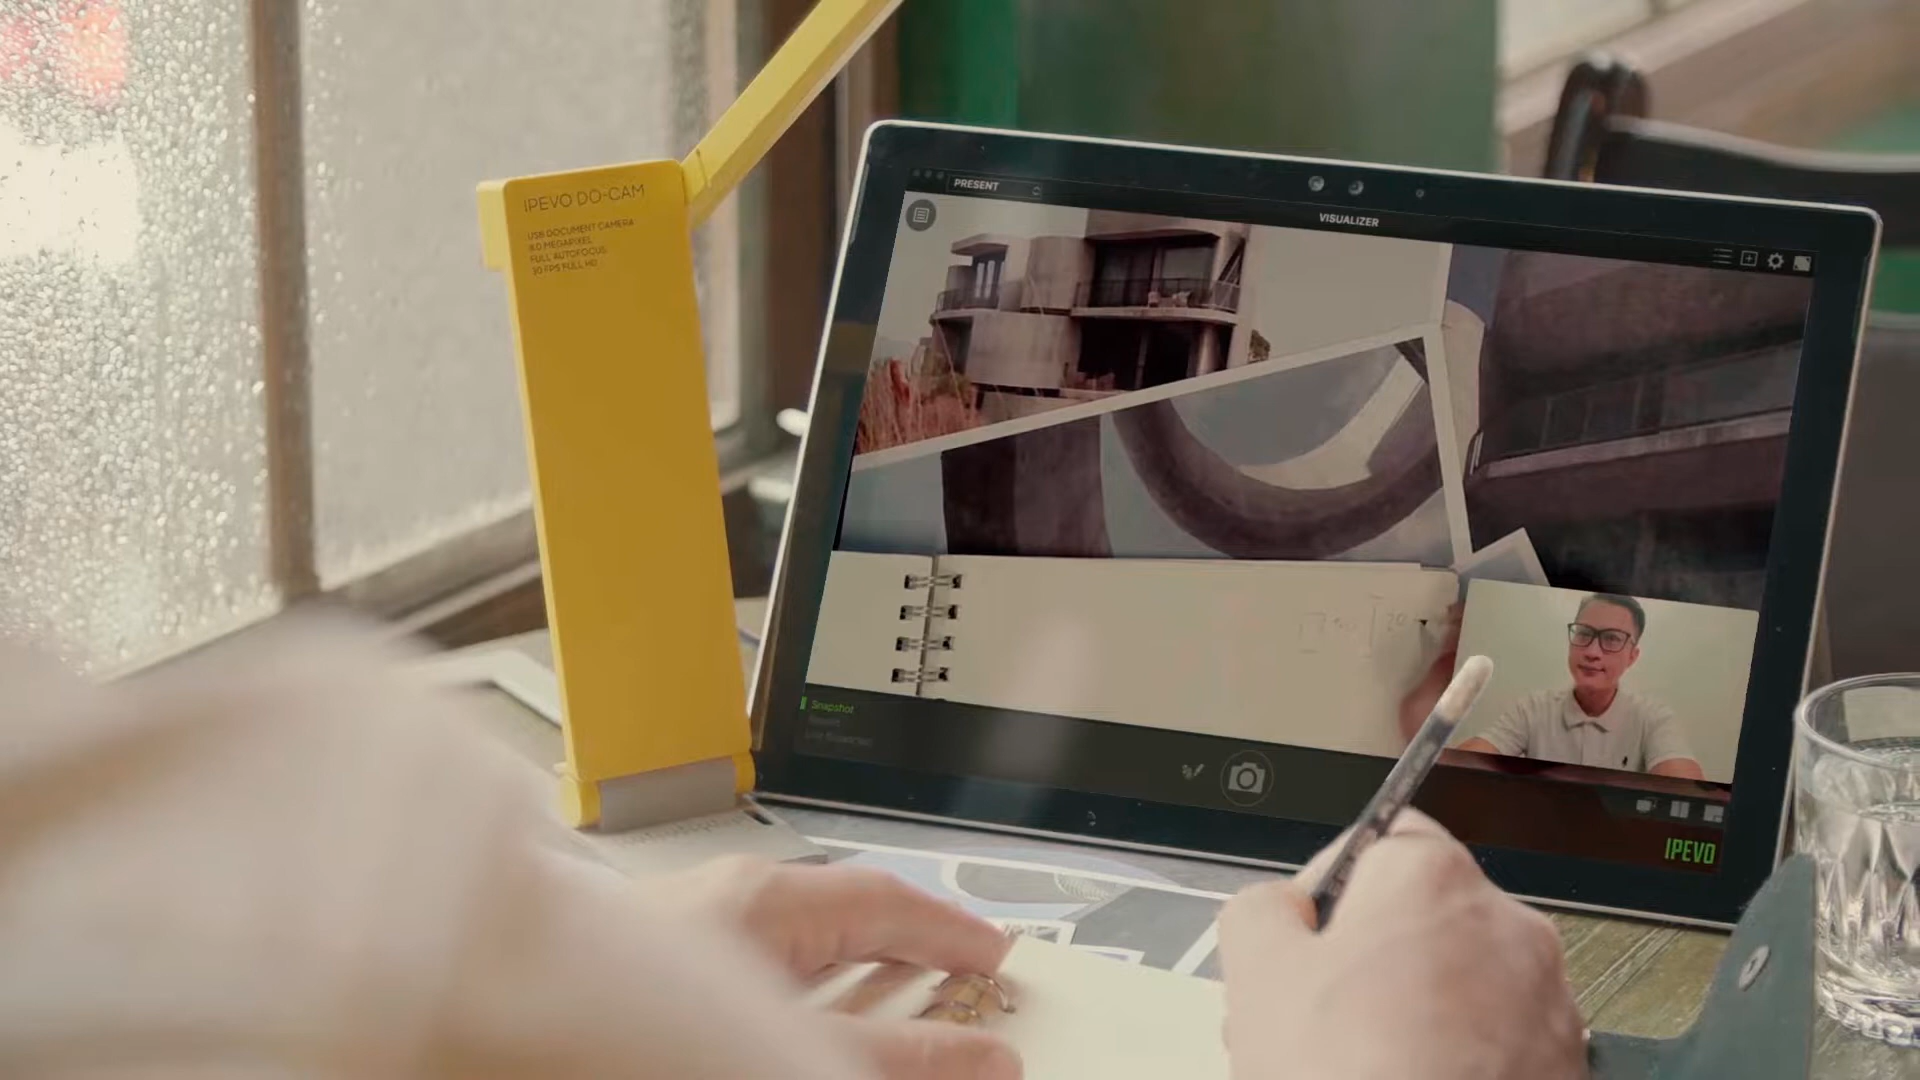 IPEVO DO-CAM
USB DOCUMENT CAMERA
8.0 MEGAPIXEL
FULL AUTOFOCUS
30 FPS FULL HD
PRESENT
VISUALIZER
Snapshot
IPEVO